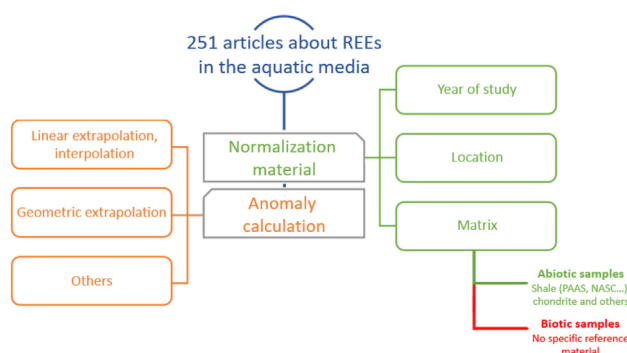 251 articles about REEs
in the aquatic media
Year of study
Linear extrapolation,
interpolation
Normalization
material
Location
Geometric extrapolation
Anomaly
calculation
Matrix
Others
Abiotic samples
Shale (PAAS, NASC...)
chondrite and others
Biotic samples
No specific reference
material